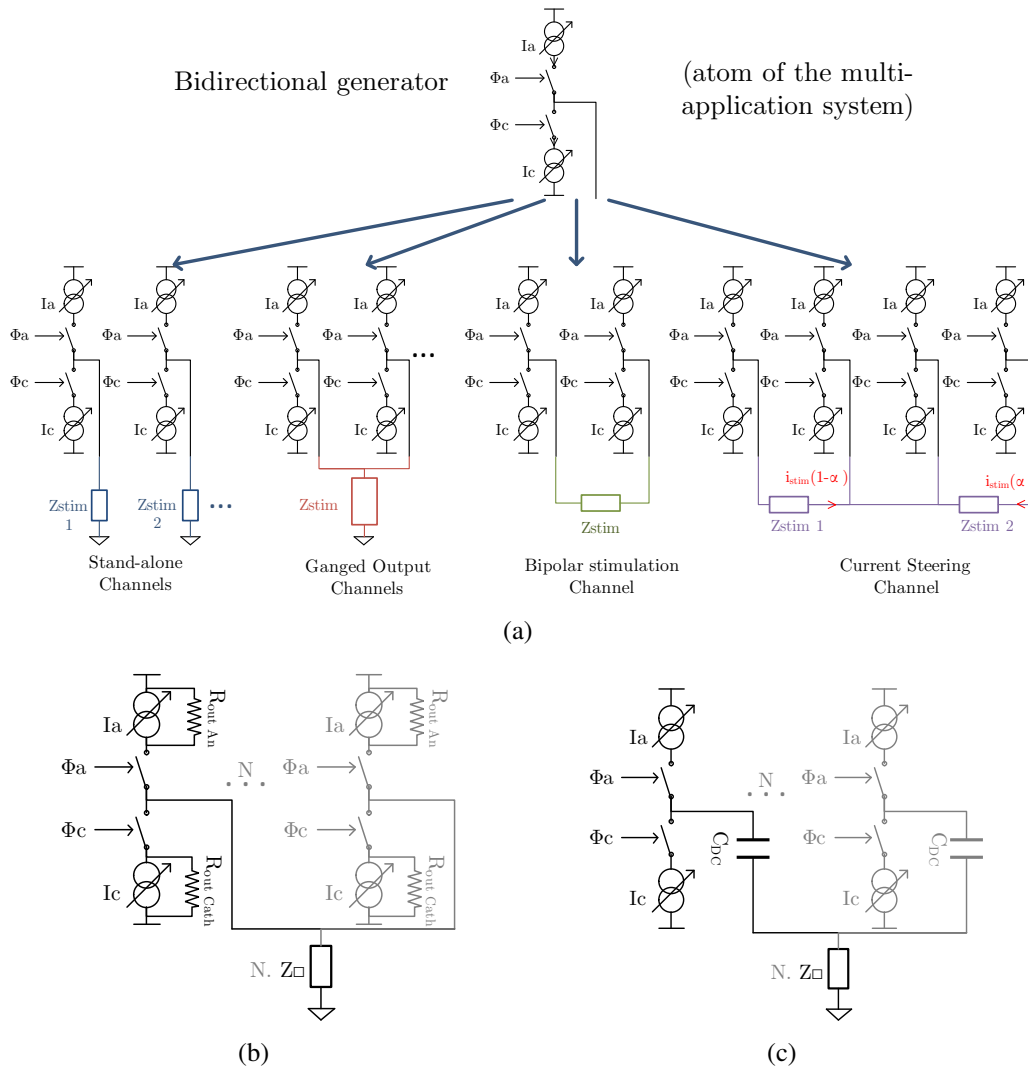 Bidirectional generator
Ia
Φa
Φc
Ic
(atom of the multi-
application system)
Ia
Φa
Φc
Ic
Zstim
1
Ia
Φa
Φc
Ic
Zstim
2
...
Stand-alone
Channels
Ia
Φa
Φc
Ic
Ia
Φa
Φc
Ic
...
Zstim
Ganged Output
Channels
Ia
Φa
Φc
Ic
Ia
Φa
Φc
Ic
Zstim
Bipolar stimulation
Channel
Ia
Φa
Φc
Ic
Ia
Φa
Φc
Ic
Ia
Φa
Φc
Ic
Ia
Φa
Φc
Ic
istim(1-α)
Zstim 1
istim(α
Zstim 2
Current Steering
Channel
(a)
Ia
Rout An
Φa
Φc
Ic
Rout Cath
N
...
Ia
Rout An
Φa
Φc
Ic
Rout Cath
N. Z□
(b)
Ia
Φa
Φc
Ic
CDC
N
...
Ia
Φa
Φc
Ic
CDC
N. Z□
(c)